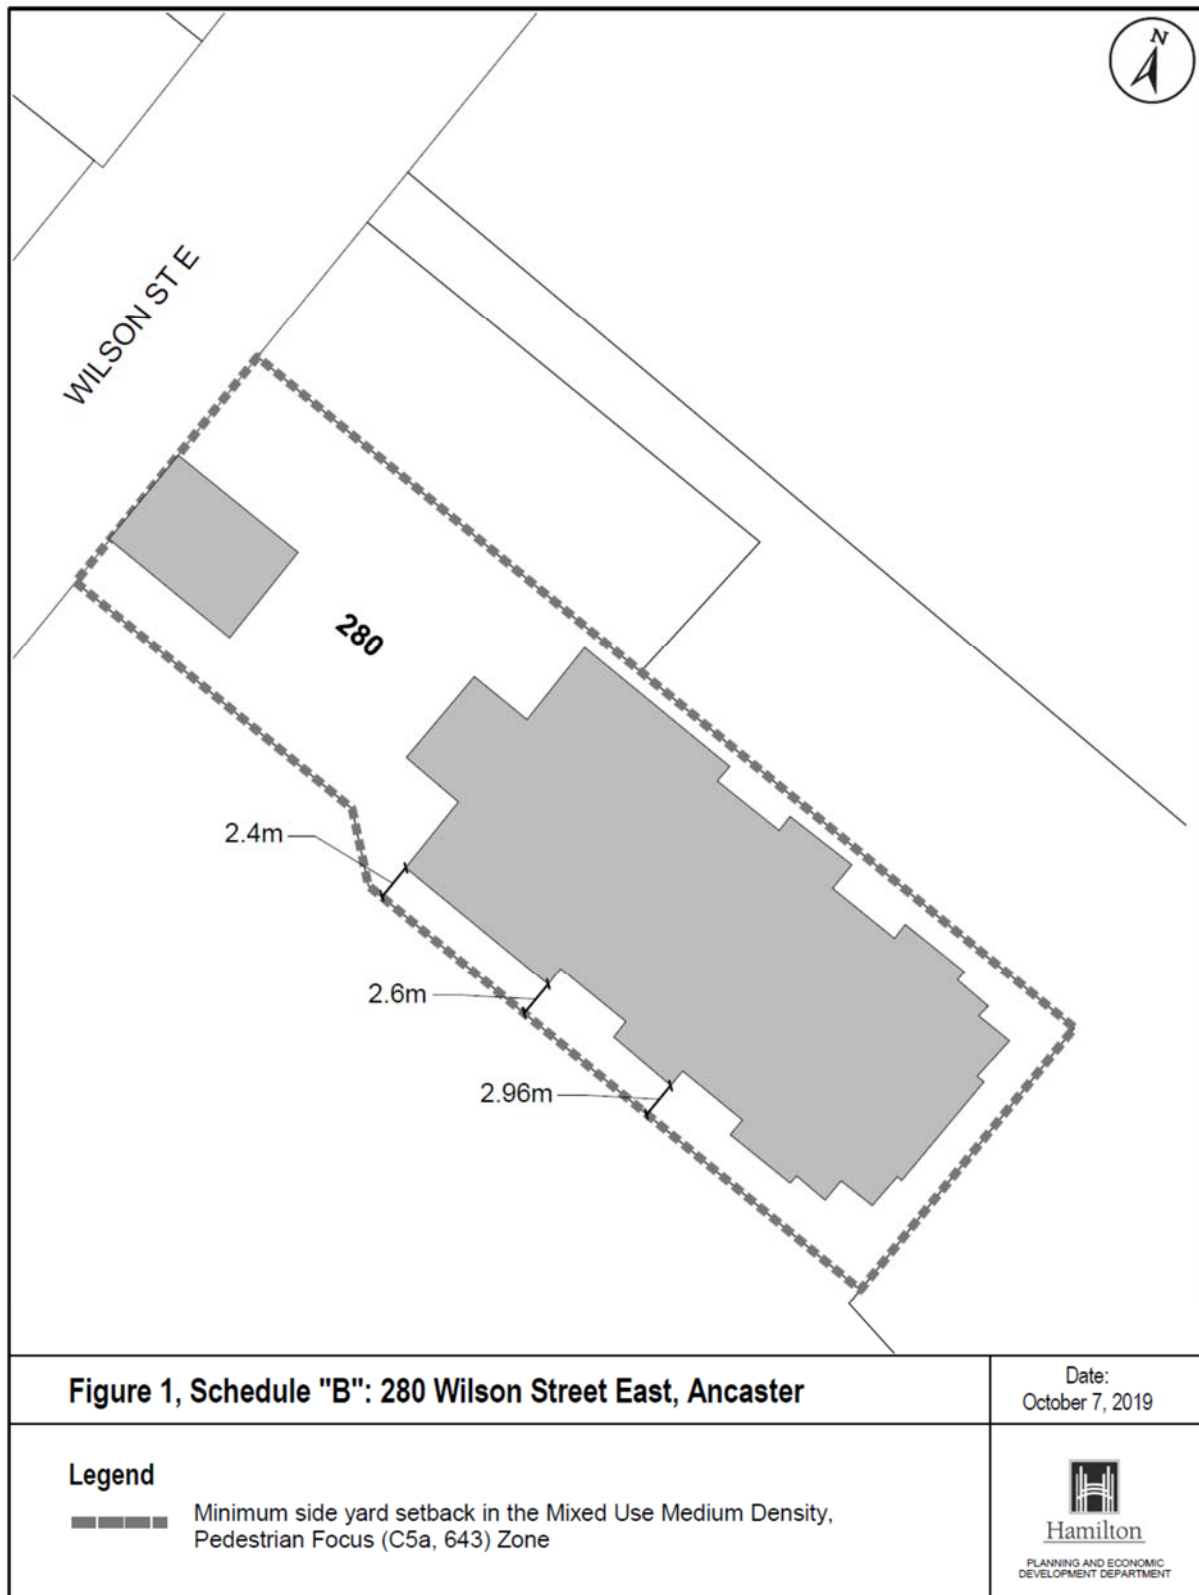 N
WILSON ST E
280
2.4m
2.6m
2.96m
Figure 1, Schedule "B": 280 Wilson Street East, Ancaster
Date:
October 7, 2019
Legend
Minimum side yard setback in the Mixed Use Medium Density,
Pedestrian Focus (C5a, 643) Zone
Hamilton
PLANNING AND ECONOMIC
DEVELOPMENT DEPARTMENT